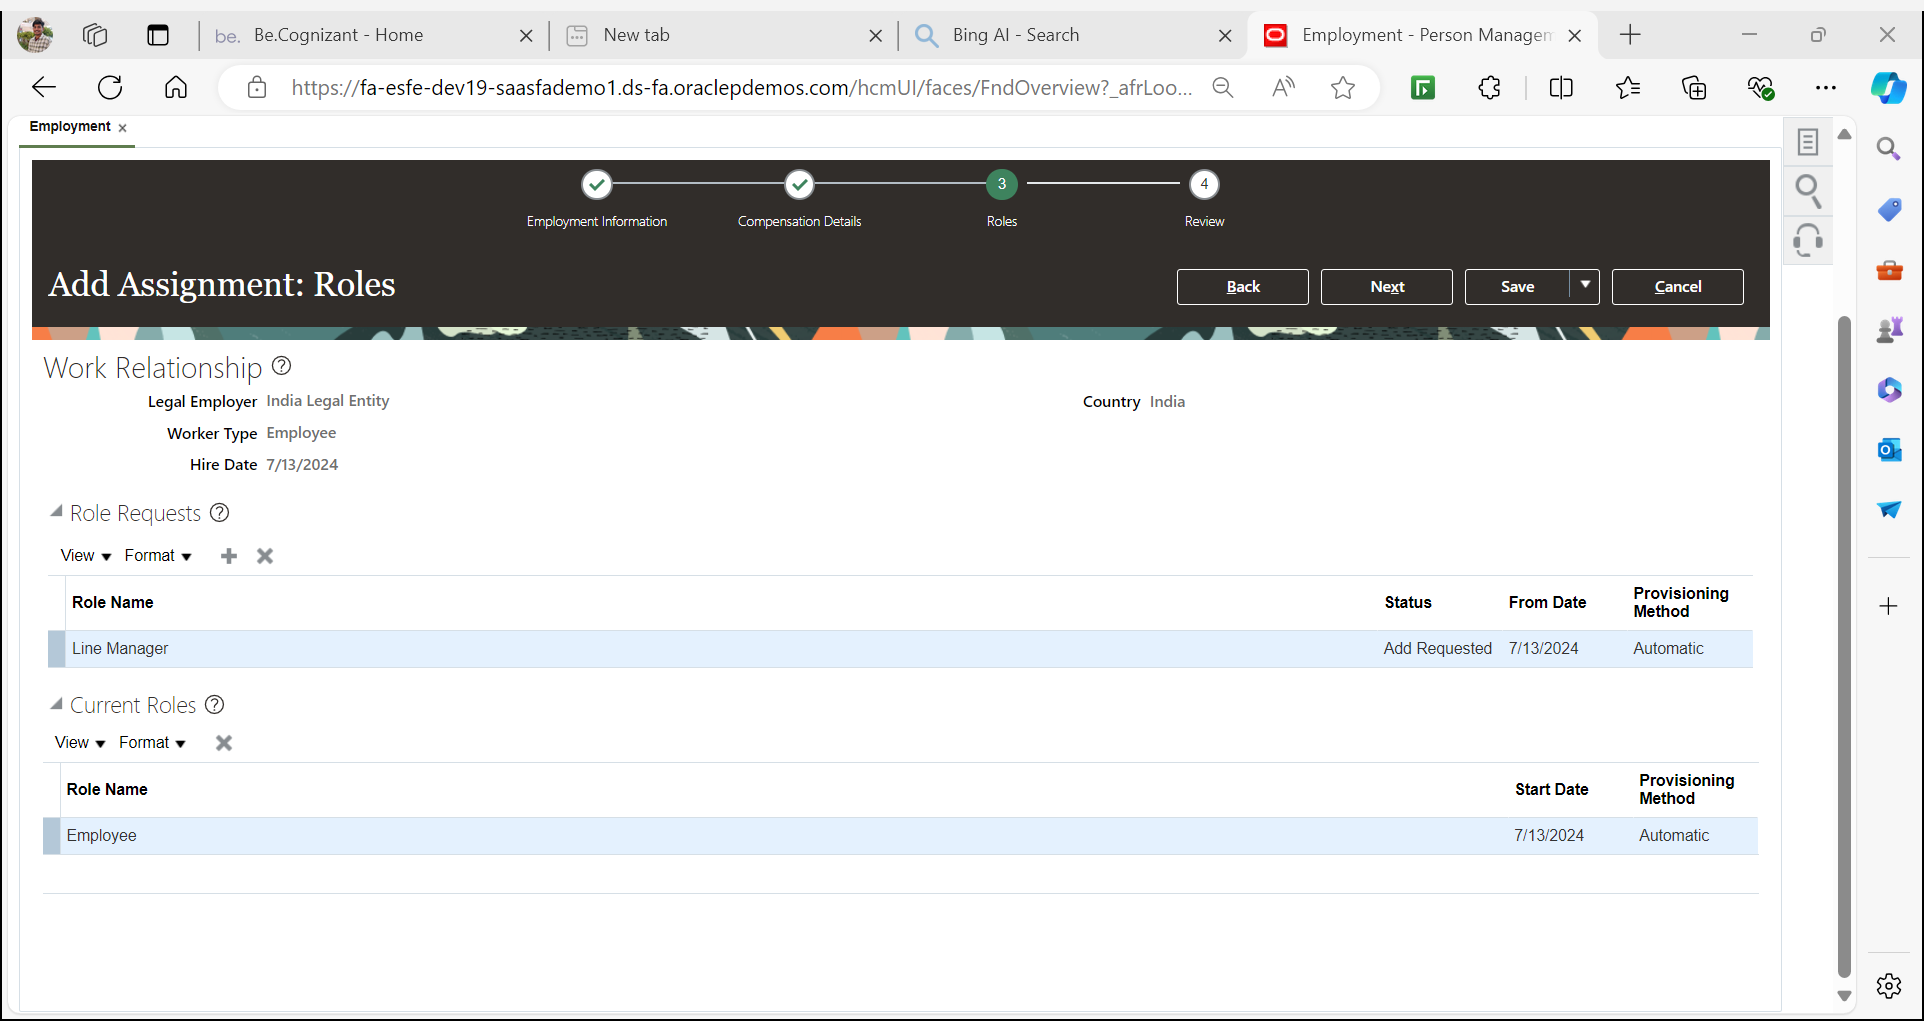 be. Be.Cognizant - Home
New tab
Bing AI - Search
Employment - Person Managem
https://fa-esfe-dev19-saasfademo1.ds-fa.oraclepdemos.com/hcmUI/faces/FndOverview?_afrLoo...
Employment
3
4
Employment Information
Compensation Details
Roles
Review
Add Assignment: Roles
Back
Next
Save
Cancel
Work Relationship
Legal Employer India Legal Entity
Country India
Worker Type Employee
Hire Date 7/13/2024
Role Requests
View Format
Role Name Status From Date Provisioning Method
Line Manager Add Requested 7/13/2024 Automatic
Current Roles
View Format
Role Name Start Date Provisioning Method
Employee 7/13/2024 Automatic